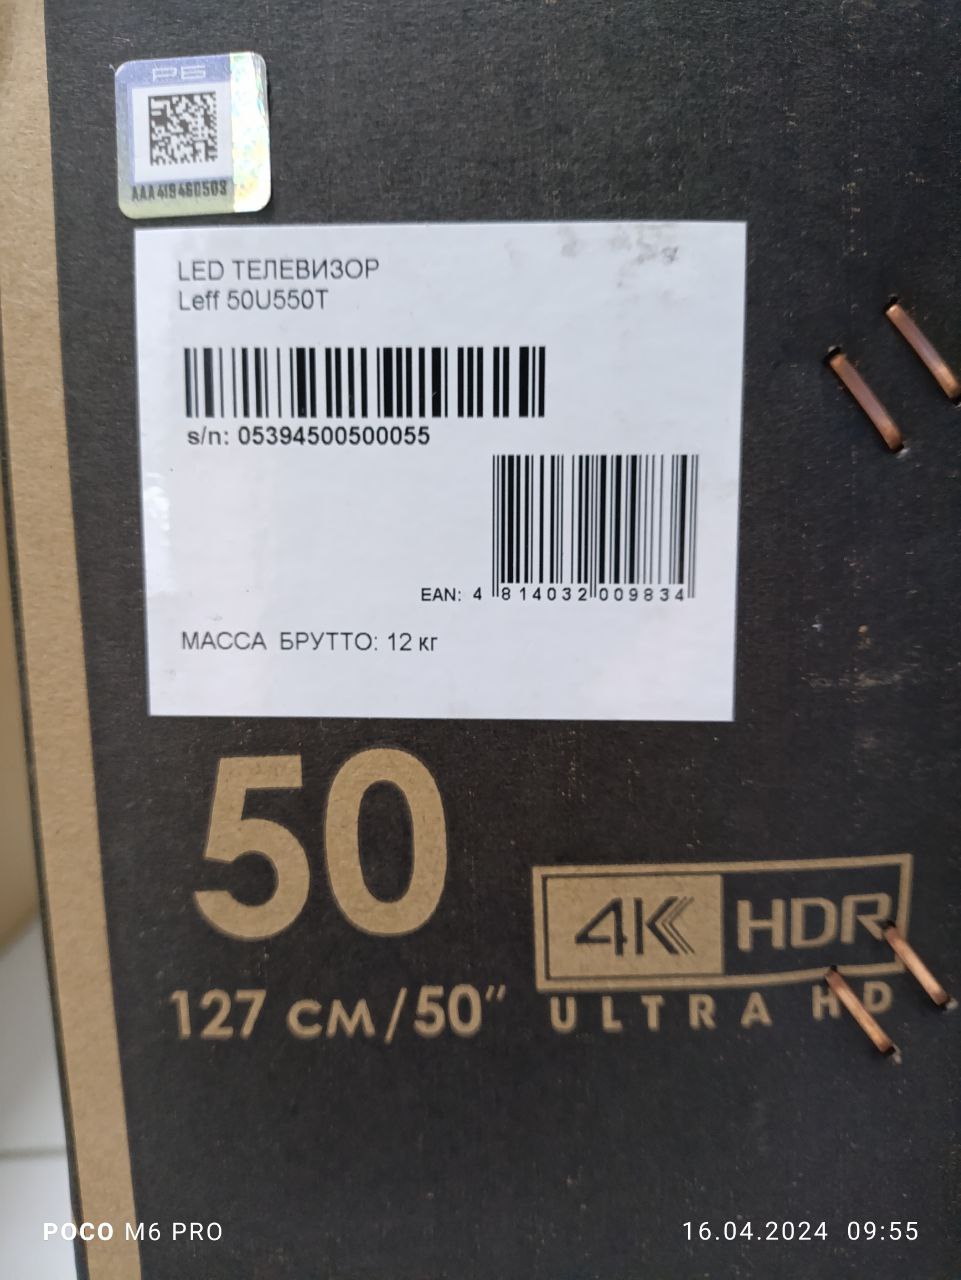 AAA419460503
LED ТЕЛЕВИЗОР
Leff 50U550T
s/n: 05394500500055
EAN: 4 814032 009834
МАССА БРУТТО: 12 кг
50
4K HDR
127 см/50"
ULTRA HD
POCO M6 PRO
16.04.2024 09:55